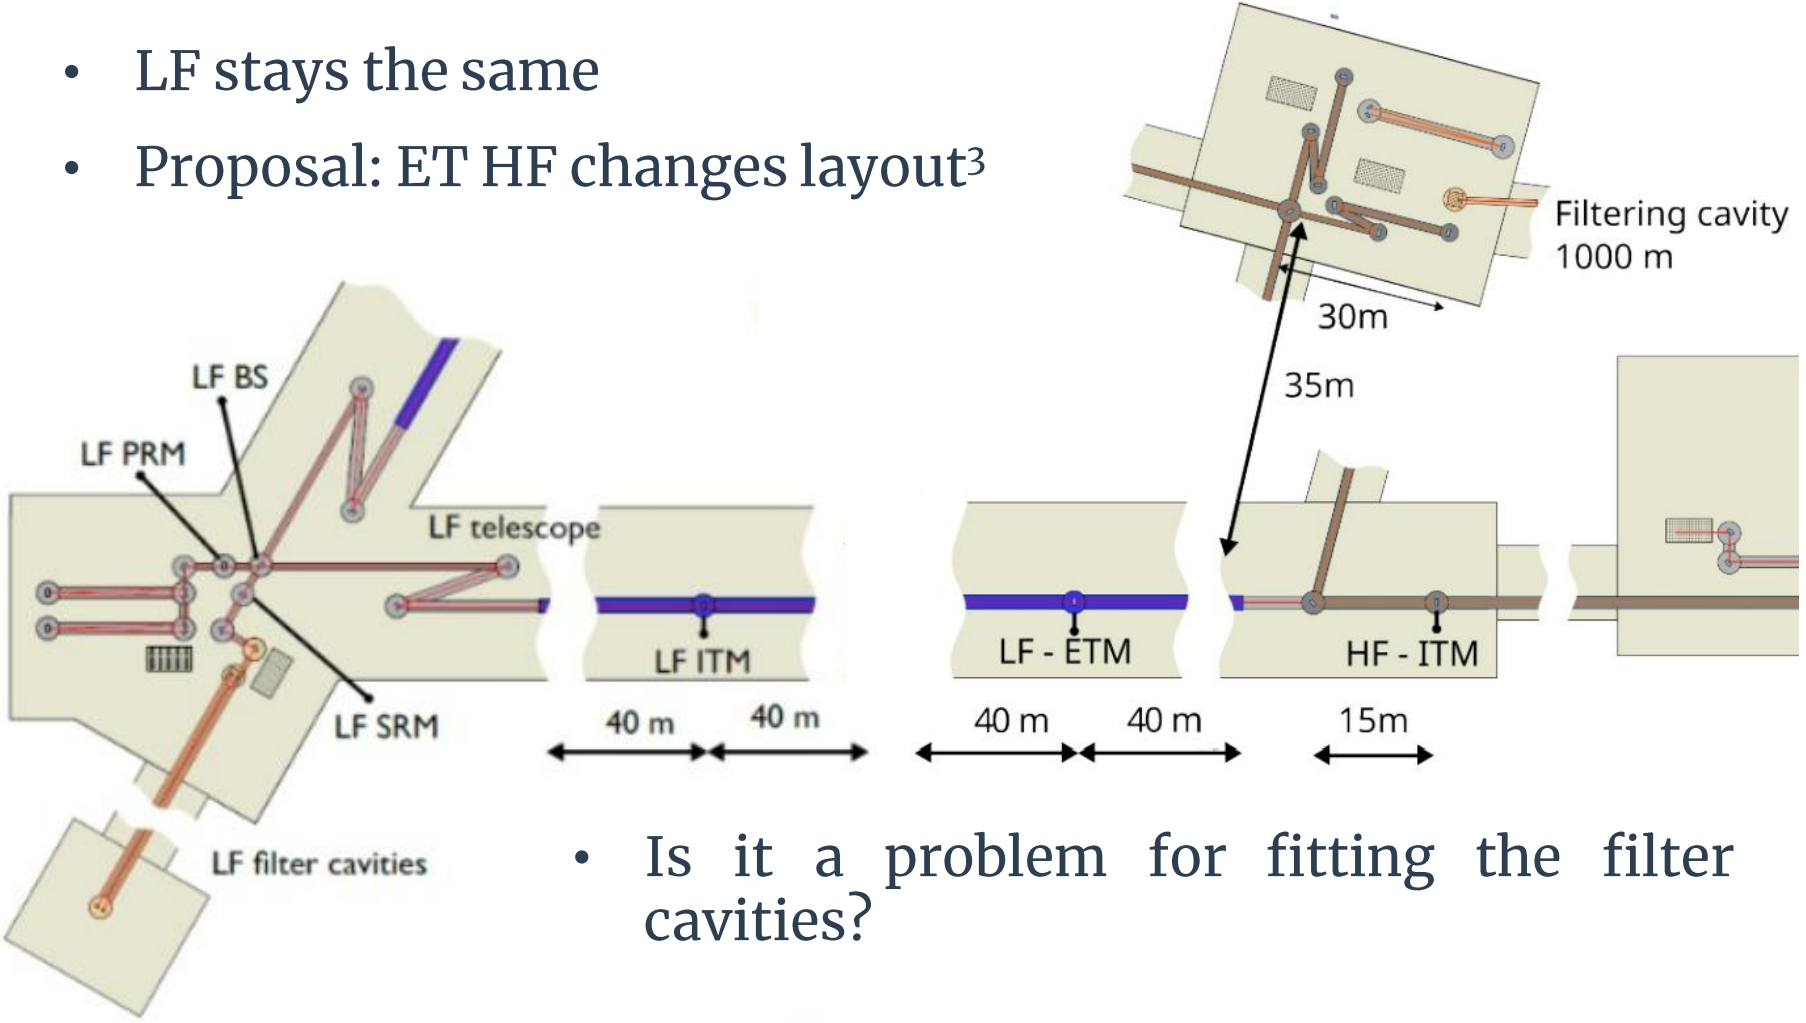 • LF stays the same
• Proposal: ET HF changes layout³
Filtering cavity
1000 m
30m
35m
LF BS
LF PRM
LF telescope
LF ITM
LF - ETM
HF - ITM
LF SRM
40 m
40 m
40 m
40 m
15m
LF filter cavities
• Is it a problem for fitting the filter
cavities?